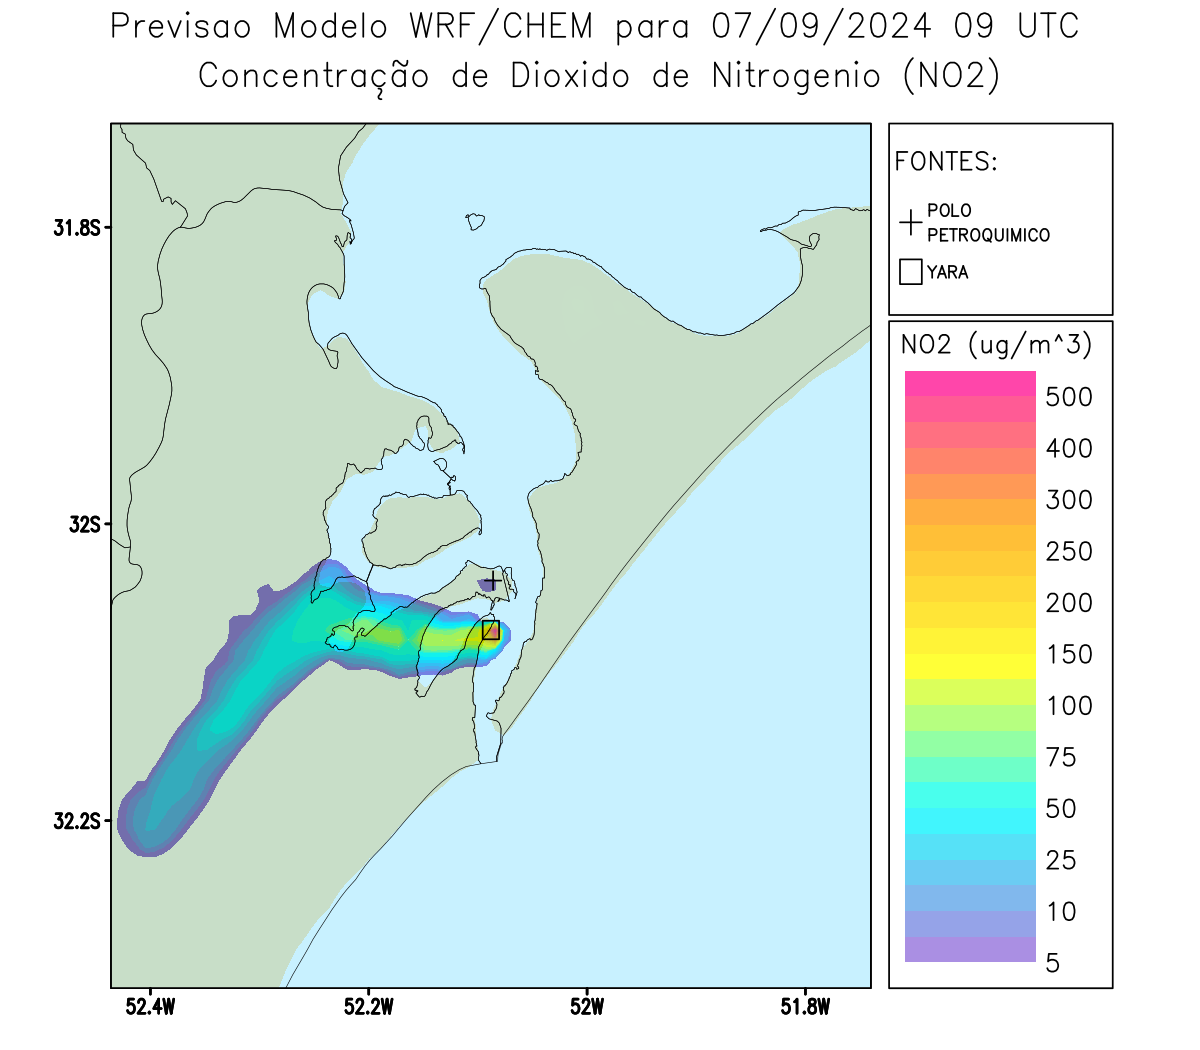 Previsao Modelo WRF/CHEM para 07/09/2024 09 UTC
Concentração de Dioxido de Nitrogenio (NO2)
FONTES:
POLO
PETROQUIMICO
YARA
NO2 (ug/m^3)
500
400
300
250
200
150
100
75
50
25
10
5
31.8S
32S
32.2S
52.4W
52.2W
52W
51.8W